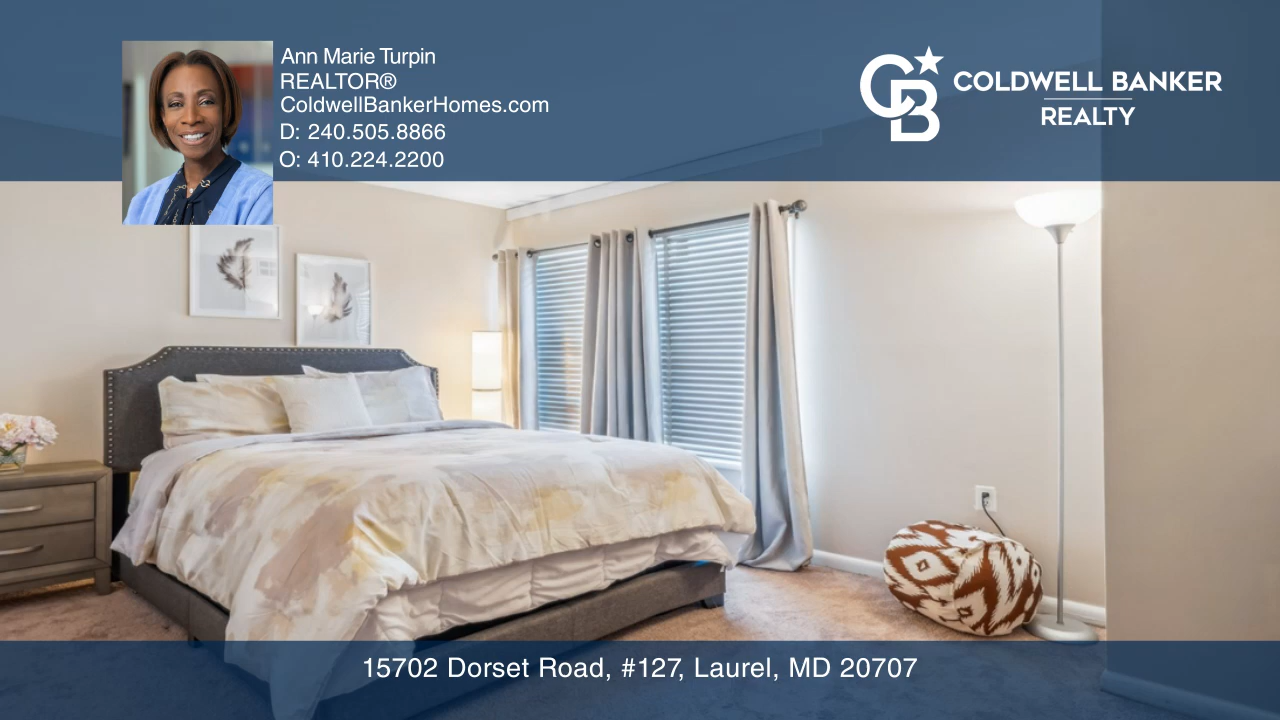 Ann Marie Turpin
REALTOR®
ColdwellBankerHomes.com
D: 240.505.8866
O: 410.224.2200
CB
COLDWELL BANKER
REALTY
15702 Dorset Road, #127, Laurel, MD 20707